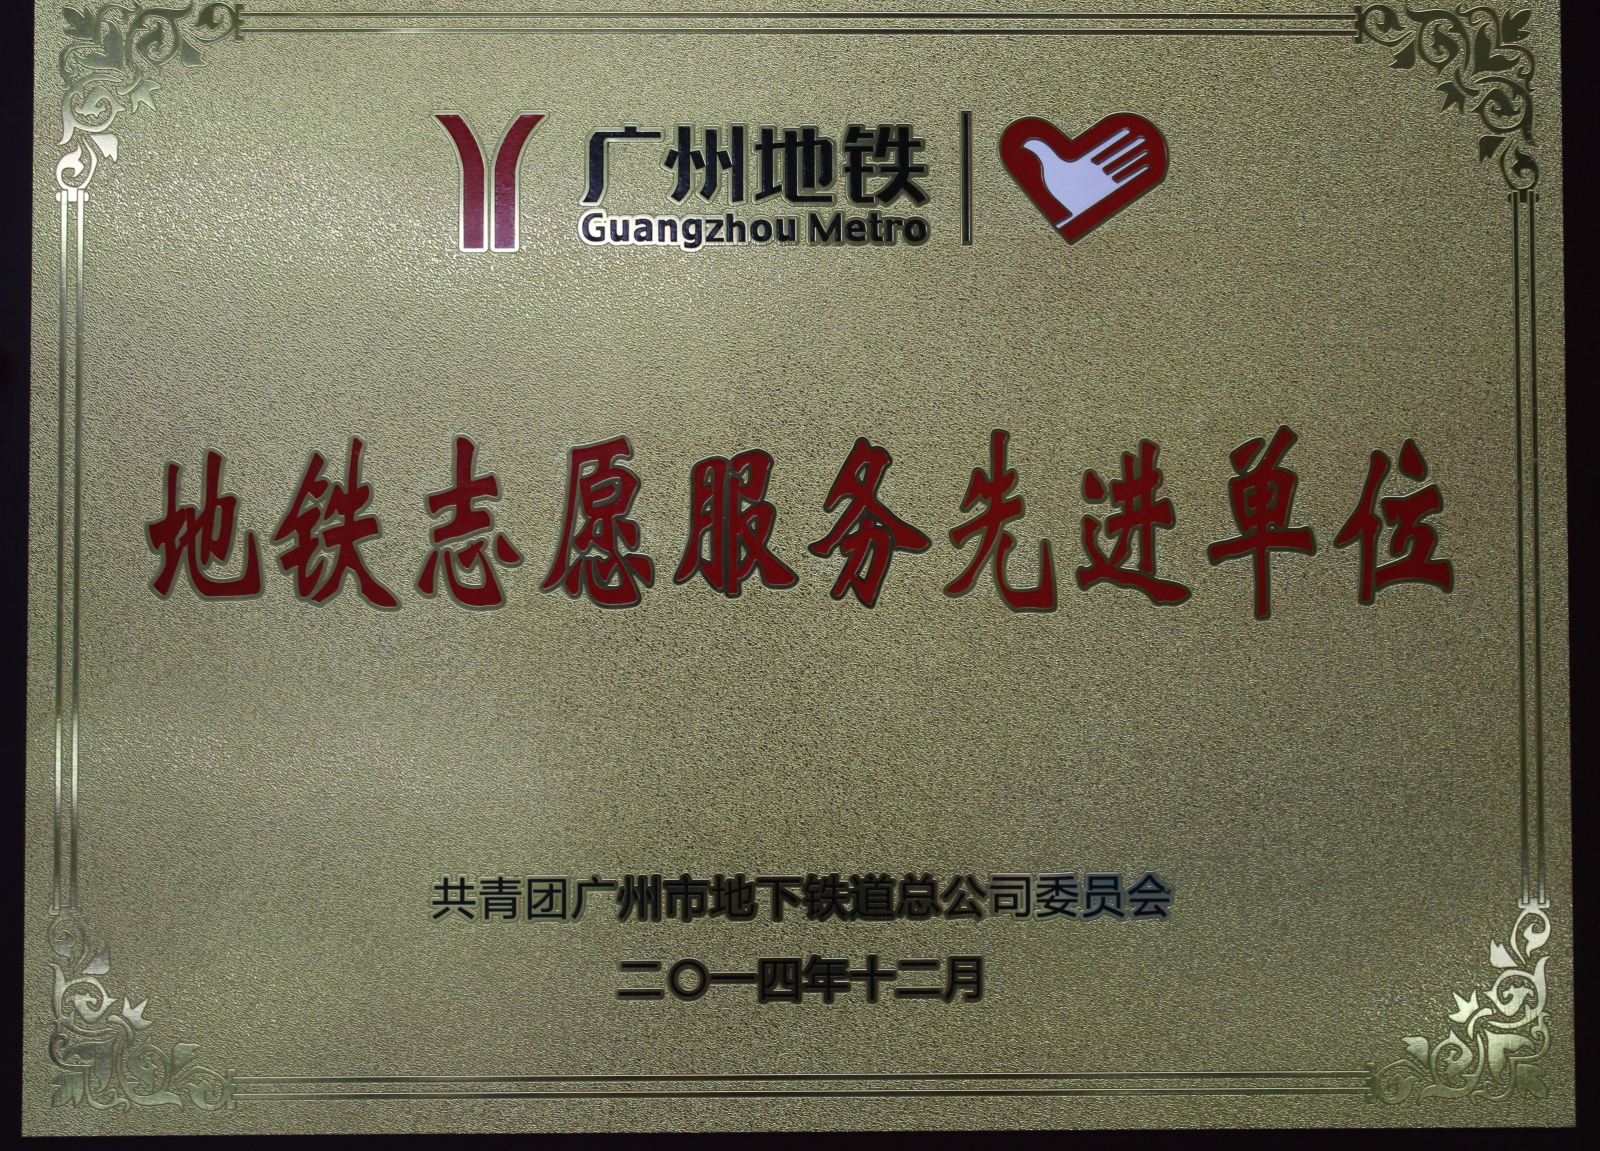 广州地铁
Guangzhou Metro
地铁志愿服务先进单位
共青团广州市地下铁道总公司委员会
二〇一四年十二月